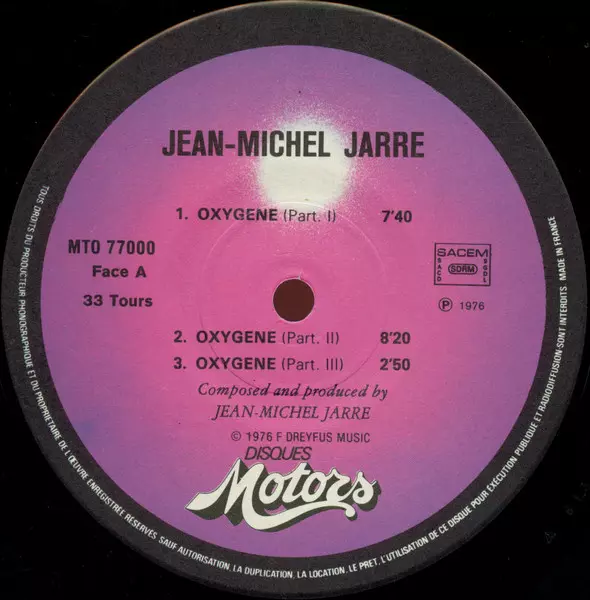 JEAN-MICHEL JARRE
1. OXYGENE (Part. I) 7'40
MTO 77000
Face A
33 Tours
SACEM
SACD
SDRM
SGDL
Ⓟ 1976
2. OXYGENE (Part. II) 8'20
3. OXYGENE (Part. III) 2'50
Composed and produced by
JEAN-MICHEL JARRE
© 1976 F DREYFUS MUSIC
DISQUES
Motors
TOUS DROITS DU PRODUCTEUR PHONOGRAPHIQUE ET DU PROPRIETAIRE DE L'ŒUVRE ENREGISTREE RESERVES. SAUF AUTORISATION, LA DUPLICATION, LA LOCATION, LE PRET, L'UTILISATION DE CE DISQUE POUR EXÉCUTION PUBLIQUE ET RADIODIFFUSION SONT INTERDITS. MADE IN FRANCE